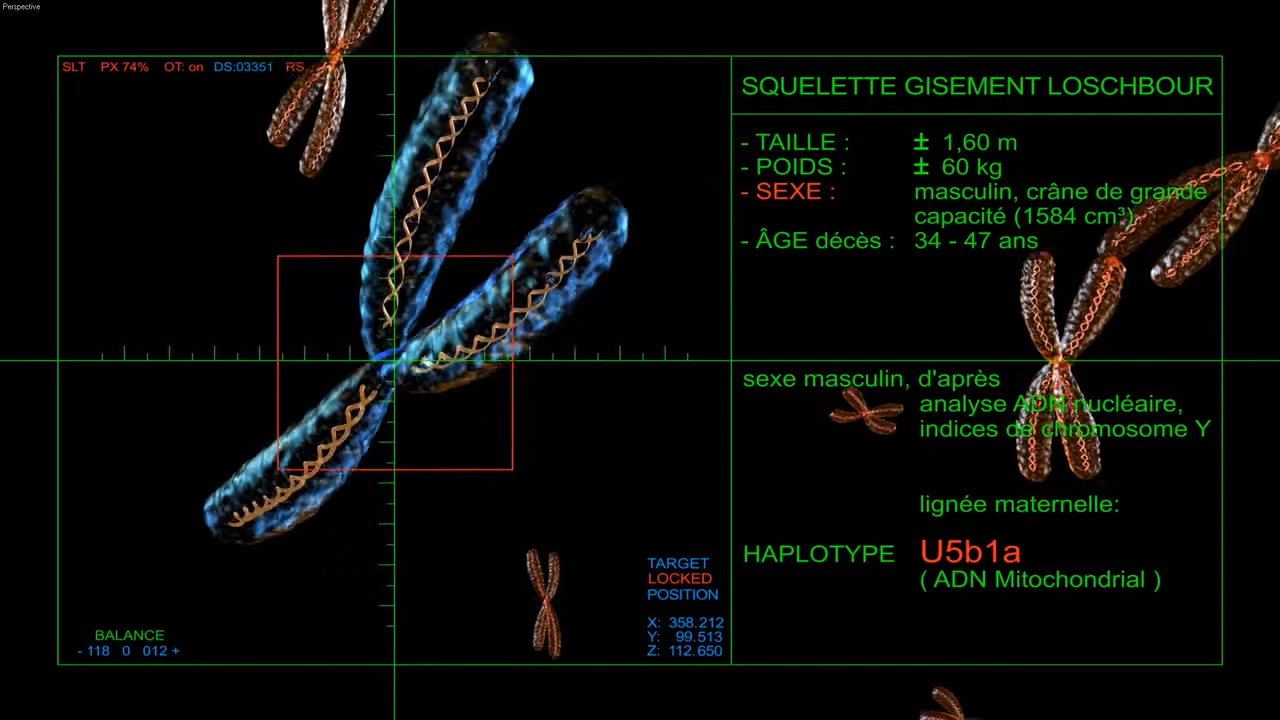 Perspective
SLT PX 74% OT: on DS:03351 RS
SQUELETTE GISEMENT LOSCHBOUR
- TAILLE : ± 1,60 m
- POIDS : ± 60 kg
- SEXE : masculin, crâne de grande
capacité (1584 cm³)
- ÂGE décès : 34 - 47 ans
sexe masculin, d'après
analyse ADN nucléaire,
indices de chromosome Y
lignée maternelle:
HAPLOTYPE U5b1a
( ADN Mitochondrial )
TARGET
LOCKED
POSITION
X: 358.212
Y: 99.513
Z: 112.650
BALANCE
- 118 0 012 +